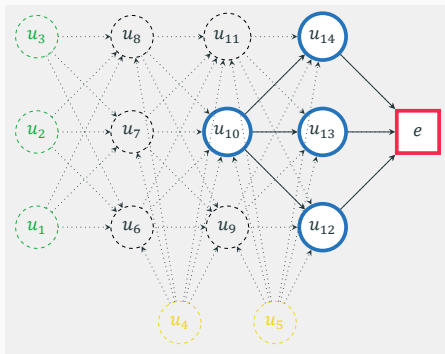 u₃ u₈ u₁₁ u₁₄
u₂ u₇ u₁₀ u₁₃ e
u₁ u₆ u₉ u₁₂
u₄ u₅